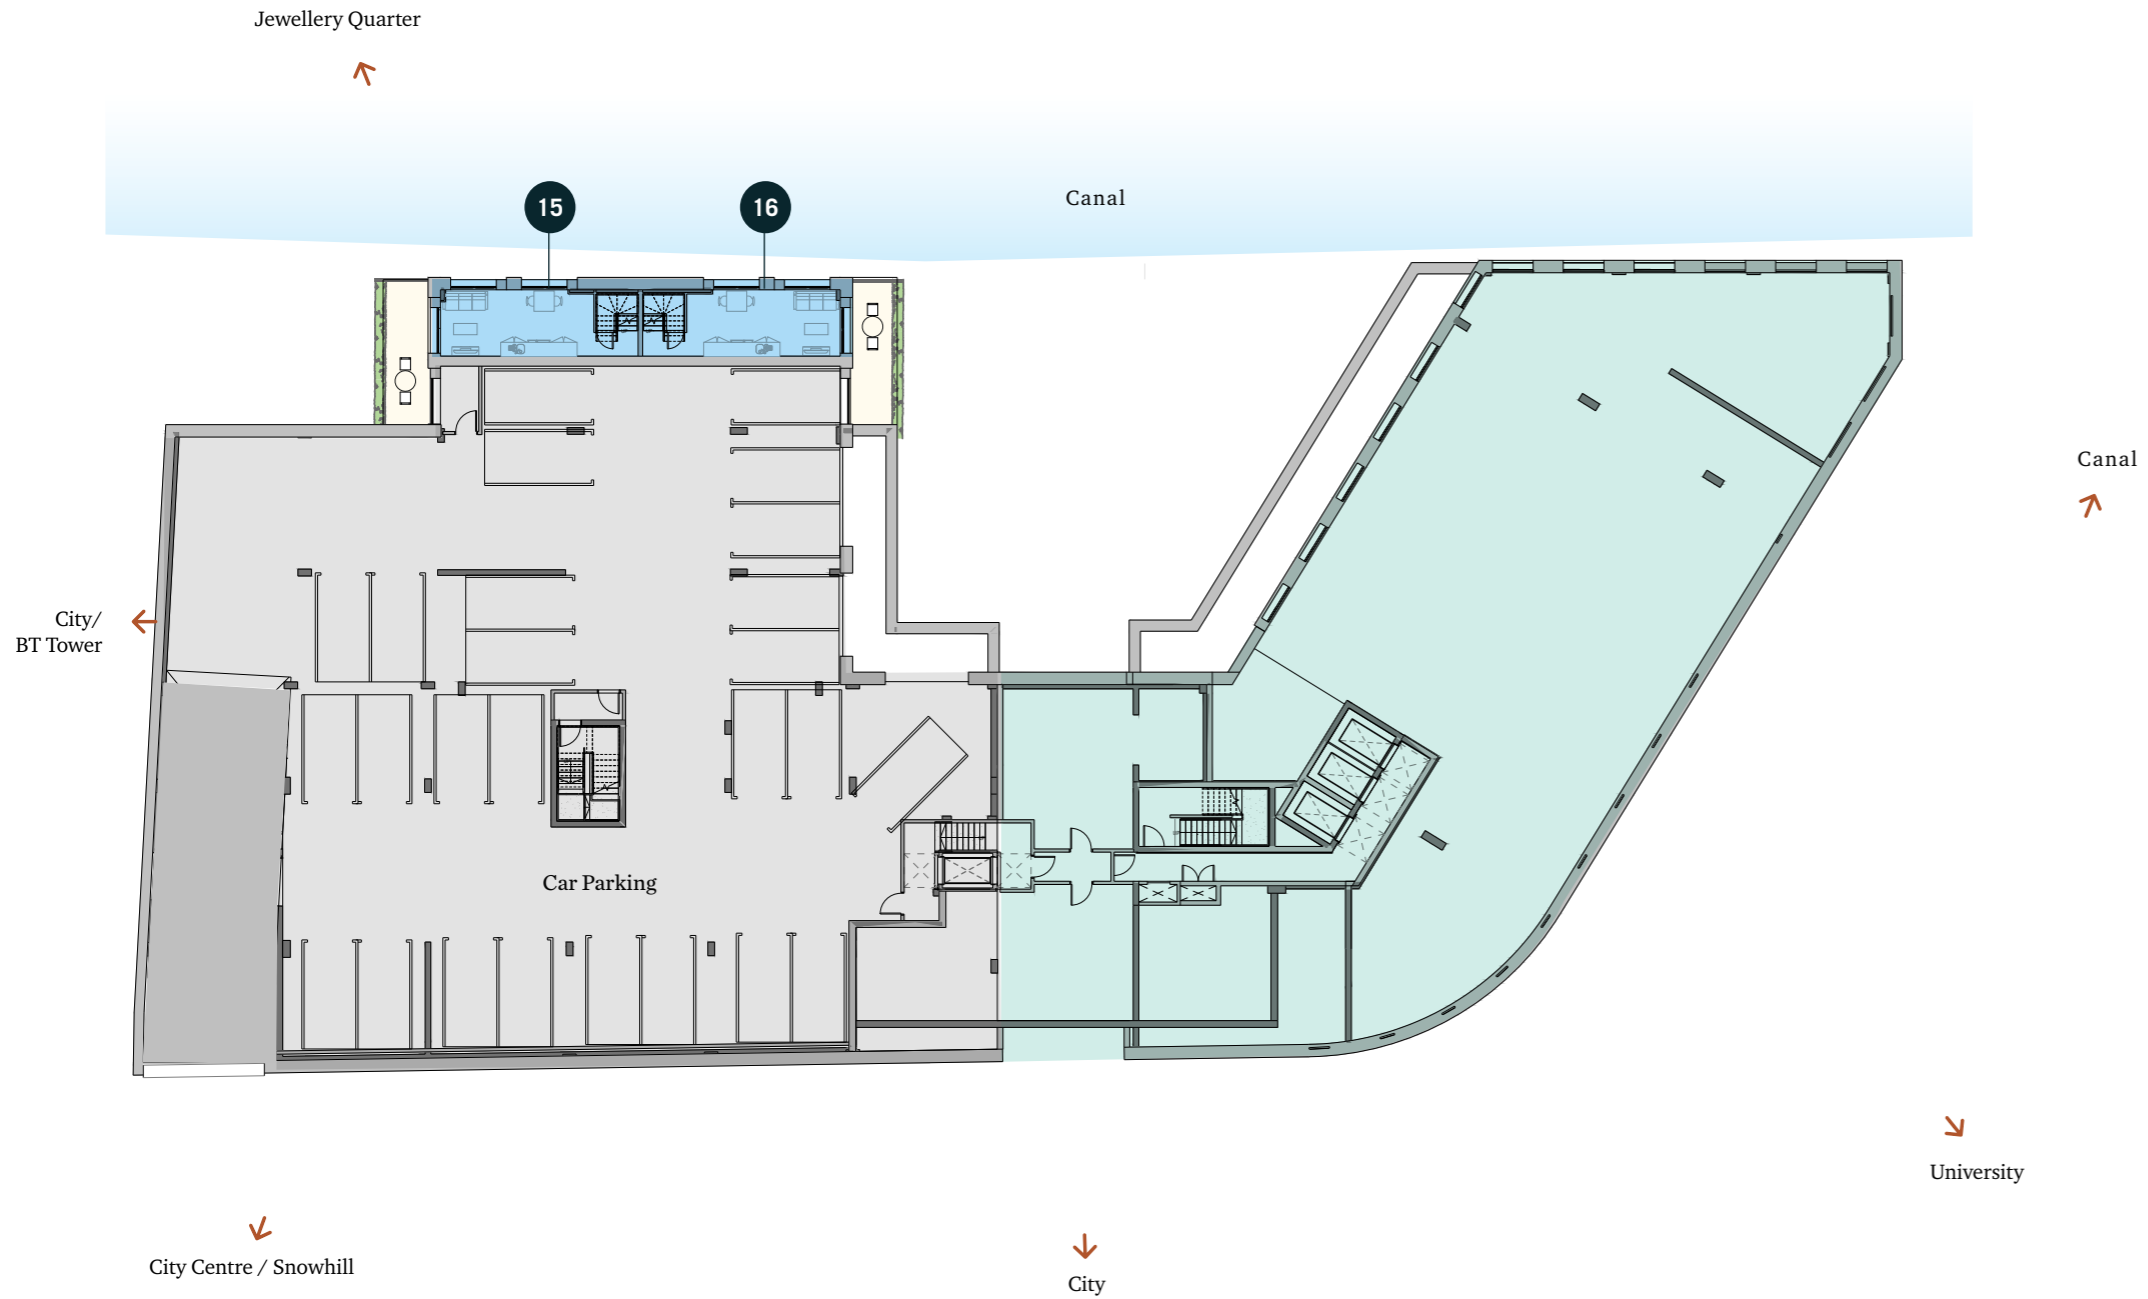 Jewellery Quarter
15
16
Canal
Canal
City/
BT Tower
Car Parking
University
City Centre / Snowhill
City